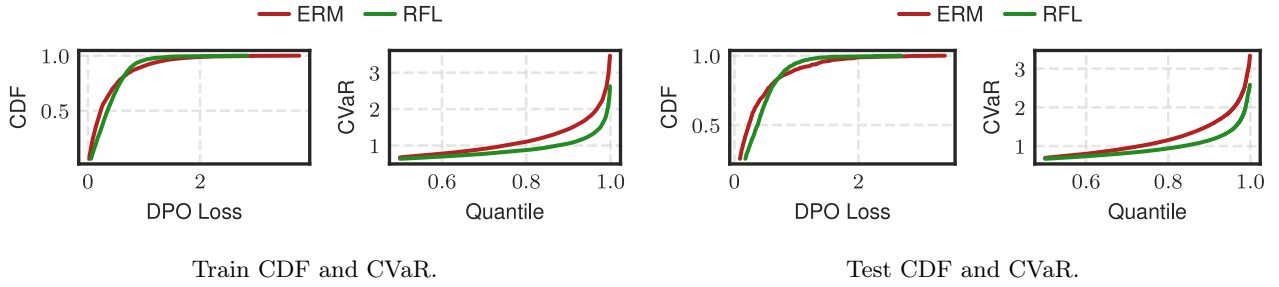 ERM RFL
CDF
1.0
0.5
0 2
DPO Loss
CVaR
3
2
1
0.6 0.8 1.0
Quantile
Train CDF and CVaR.
ERM RFL
CDF
1.0
0.5
0 2
DPO Loss
CVaR
3
2
1
0.6 0.8 1.0
Quantile
Test CDF and CVaR.